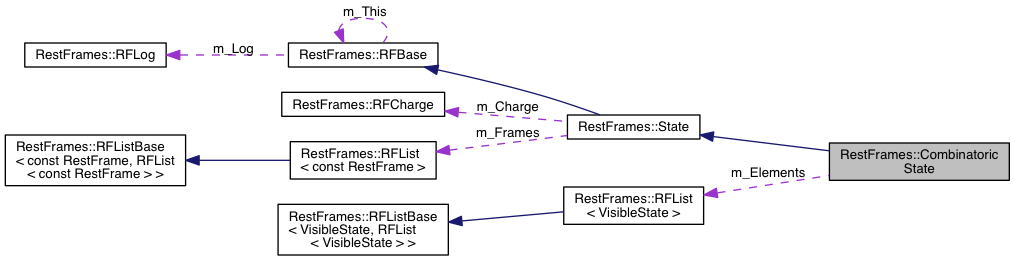 m_This
RestFrames::RFLog
m_Log
RestFrames::RFBase
RestFrames::RFCharge
m_Charge
RestFrames::State
m_Frames
RestFrames::RFListBase
< const RestFrame, RFList
< const RestFrame > >
RestFrames::RFList
< const RestFrame >
RestFrames::Combinatoric
State
m_Elements
RestFrames::RFList
< VisibleState >
RestFrames::RFListBase
< VisibleState, RFList
< VisibleState > >